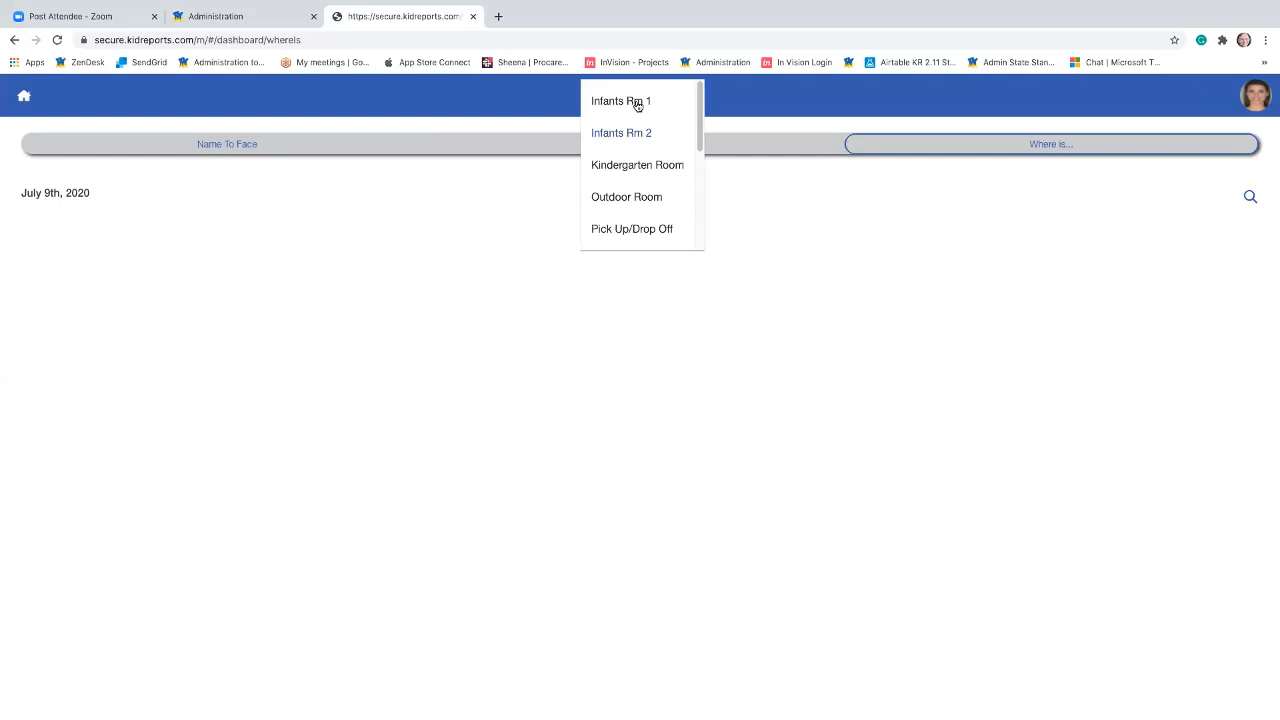 Post Attendee - Zoom
Administration
https://secure.kidreports.com/
secure.kidreports.com/m/#/dashboard/whereIs
Apps
ZenDesk
SendGrid
Administration to...
My meetings | Go...
App Store Connect
Sheena | Procare...
InVision - Projects
Administration
In Vision Login
Airtable KR 2.11 St...
Admin State Stan...
Chat | Microsoft T...
Infants Rm 1
Infants Rm 2
Kindergarten Room
Outdoor Room
Pick Up/Drop Off
Name To Face
Where is...
July 9th, 2020